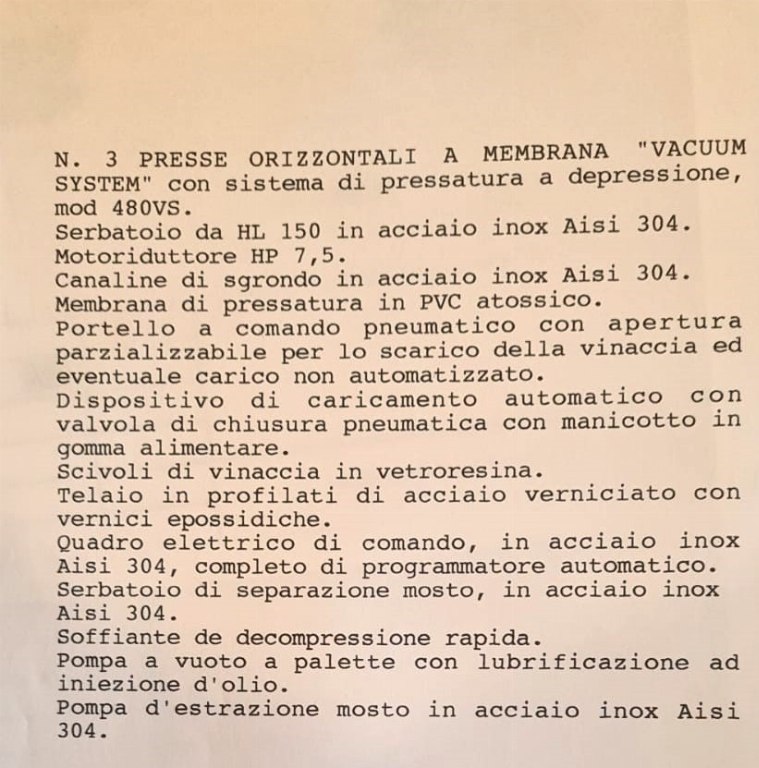 N. 3 PRESSE ORIZZONTALI A MEMBRANA "VACUUM
SYSTEM" con sistema di pressatura a depressione,
mod 480VS.
Serbatoio da HL 150 in acciaio inox Aisi 304.
Motoriduttore HP 7,5.
Canaline di sgrondo in acciaio inox Aisi 304.
Membrana di pressatura in PVC atossico.
Portello a comando pneumatico con apertura
parzializzabile per lo scarico della vinaccia ed
eventuale carico non automatizzato.
Dispositivo di caricamento automatico con
valvola di chiusura pneumatica con manicotto in
gomma alimentare.
Scivoli di vinaccia in vetroresina.
Telaio in profilati di acciaio verniciato con
vernici epossidiche.
Quadro elettrico di comando, in acciaio inox
Aisi 304, completo di programmatore automatico.
Serbatoio di separazione mosto, in acciaio inox
Aisi 304.
Soffiante de decompressione rapida.
Pompa a vuoto a palette con lubrificazione ad
iniezione d'olio.
Pompa d'estrazione mosto in acciaio inox Aisi
304.